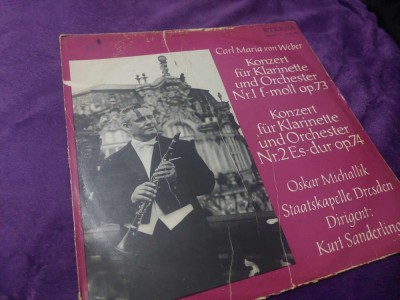 Carl Maria von Weber
Konzert
für Klarinette
und Orchester
Nr.1 f-moll op.73
Konzert
für Klarinette
und Orchester
Nr.2 Es-dur op.74
Oskar Michallik
Staatskapelle Dresden
Dirigent:
Kurt Sanderling